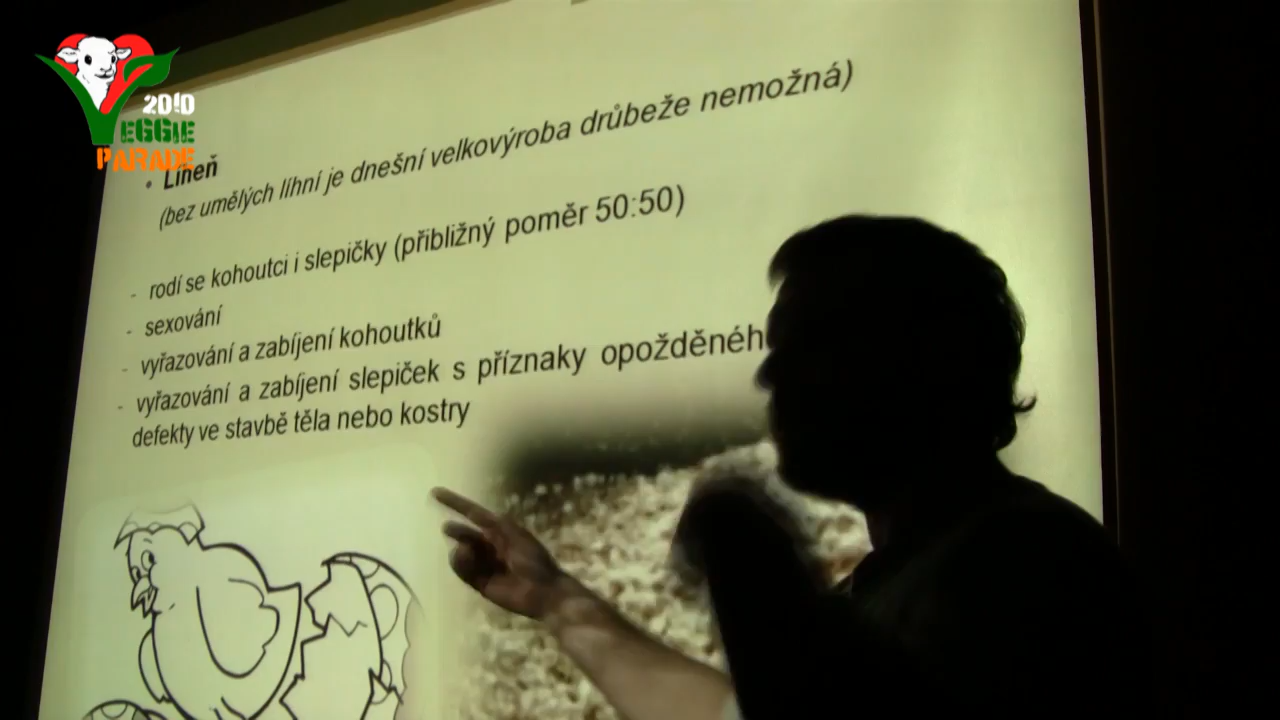 2010
VEGGIE
PARADE
• Líheň
(bez umělých líhní je dnešní velkovýroba drůbeže nemožná)
- rodí se kohoutci i slepičky (přibližný poměr 50:50)
- sexování
- vyřazování a zabíjení kohoutků
- vyřazování a zabíjení slepiček s příznaky opožděnéh
defekty ve stavbě těla nebo kostry